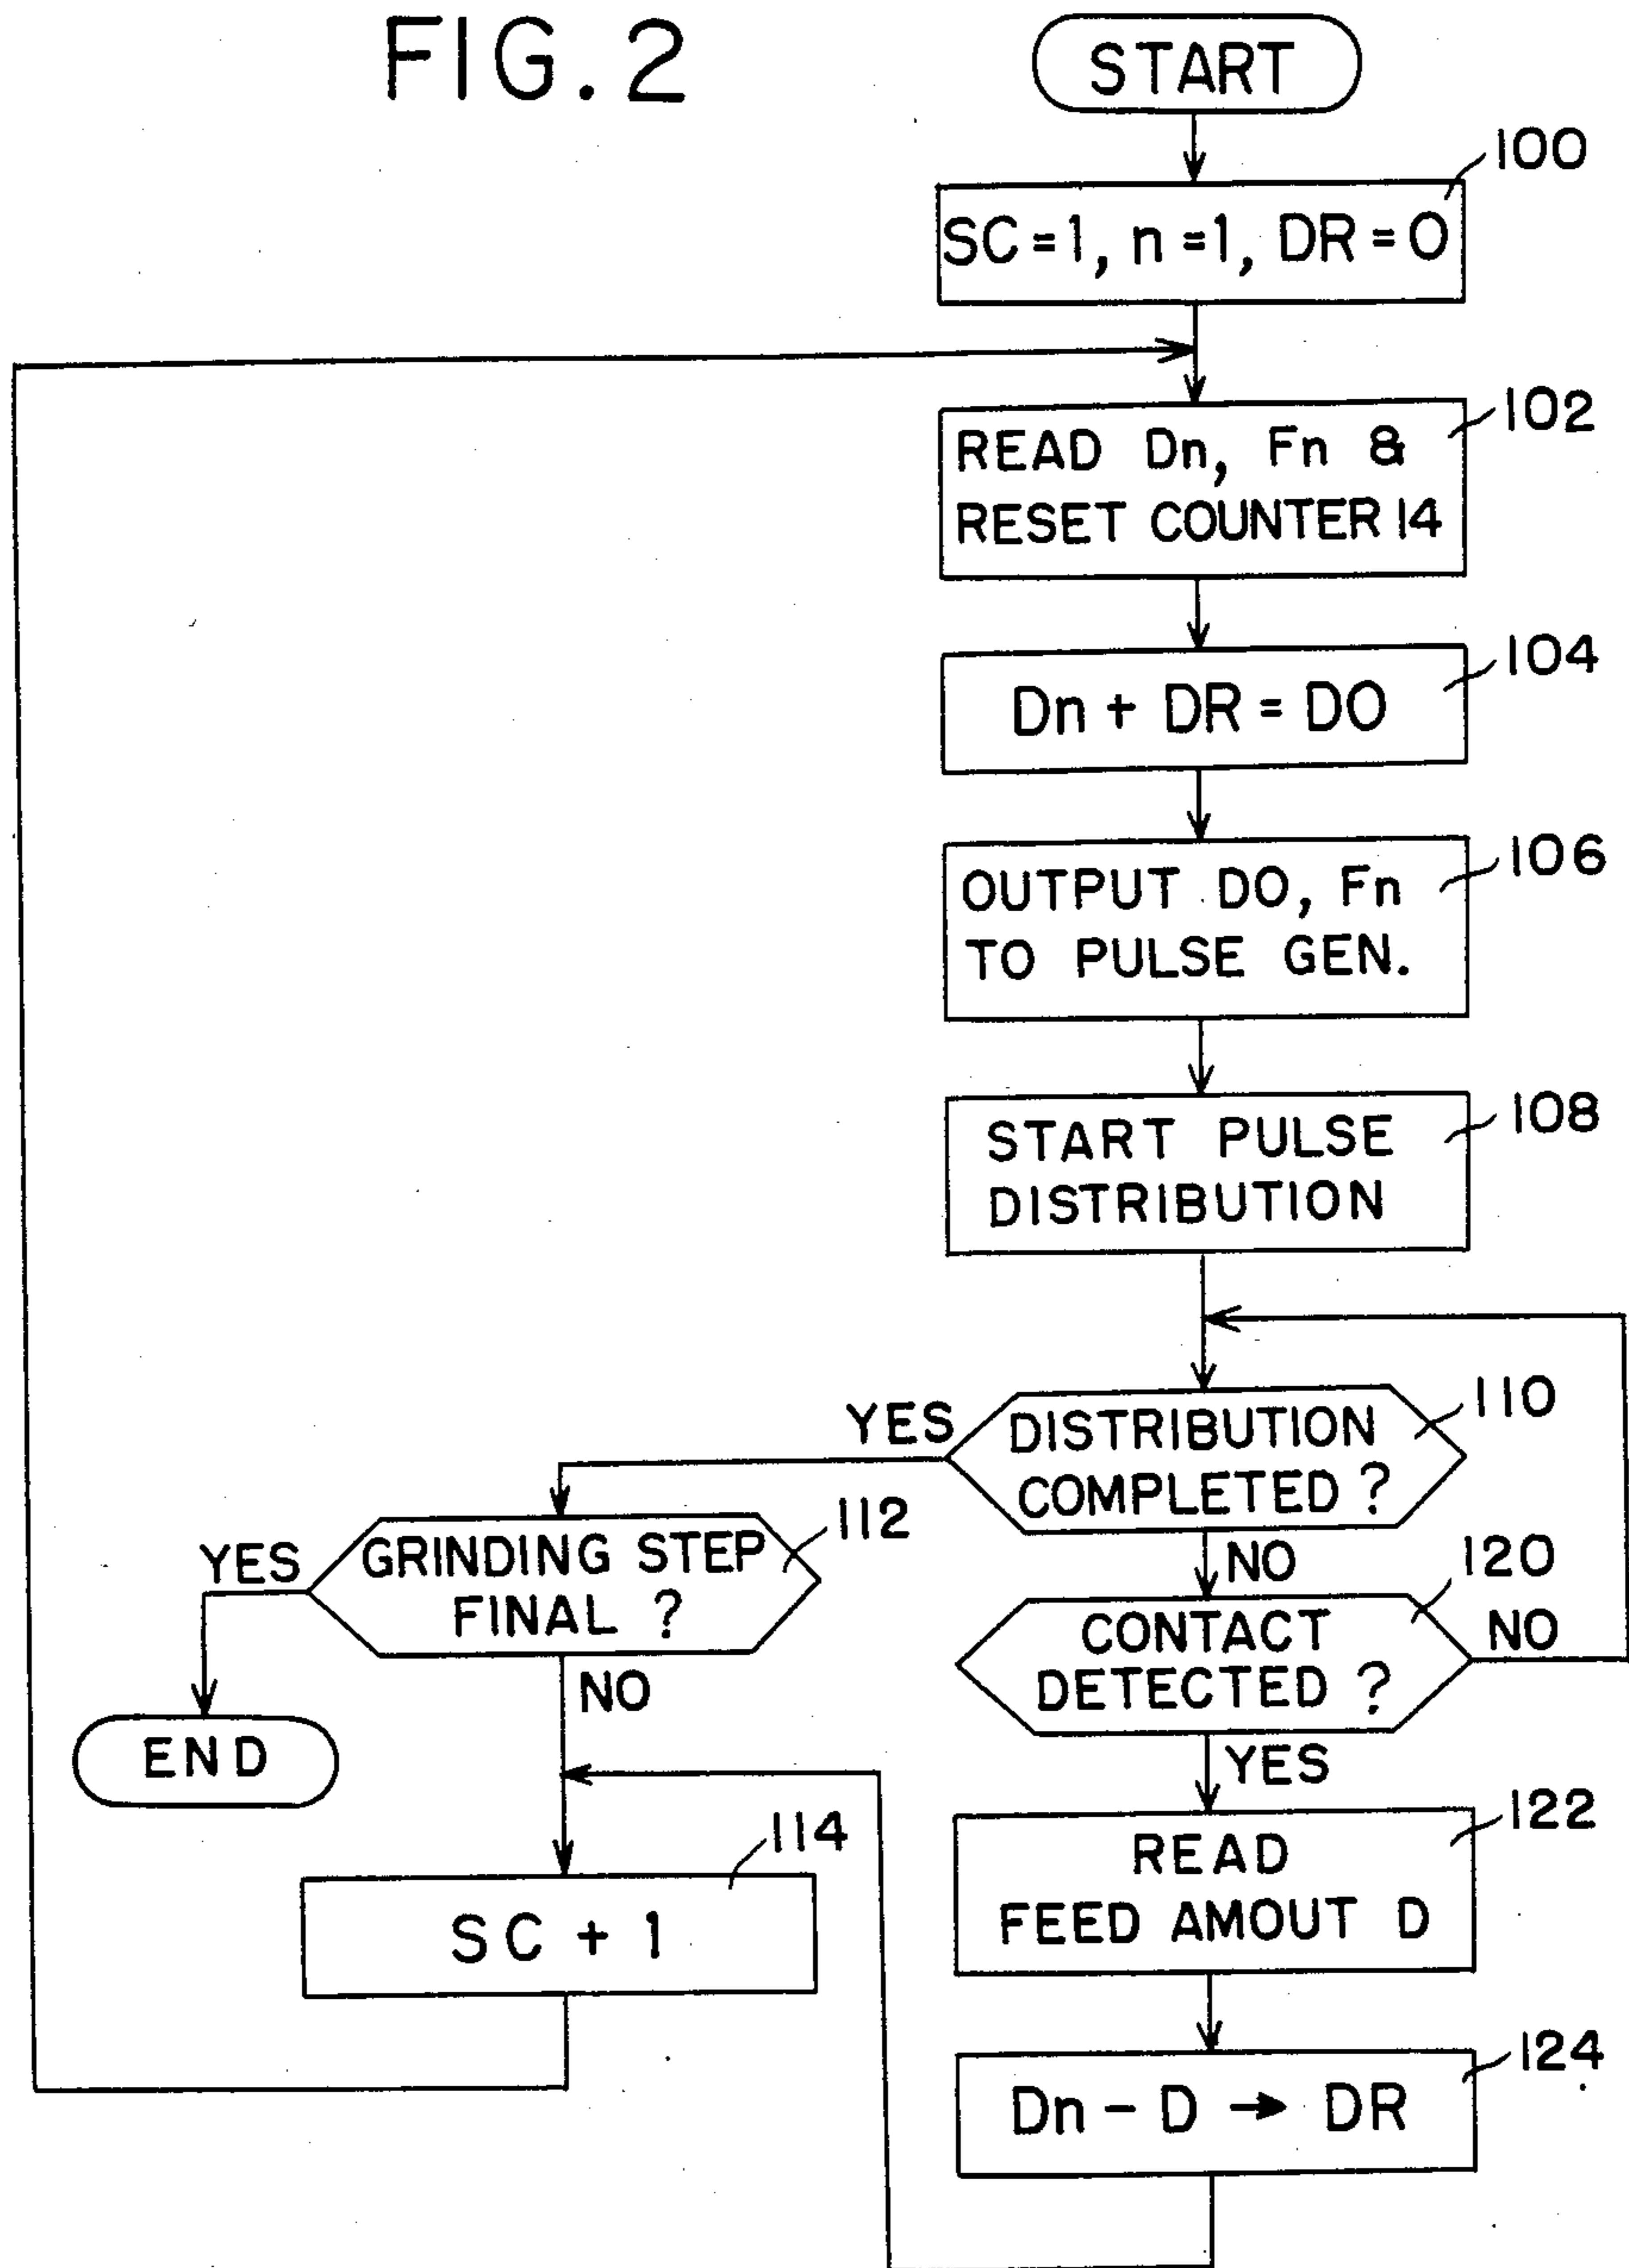 FIG. 2
START
100
SC = 1, n = 1, DR = 0
102
READ Dn, Fn &
RESET COUNTER 14
104
Dn + DR = DO
106
OUTPUT DO, Fn
TO PULSE GEN.
108
START PULSE
DISTRIBUTION
110
DISTRIBUTION
COMPLETED ?
YES
NO
112
GRINDING STEP
FINAL ?
YES
NO
END
120
CONTACT
DETECTED ?
NO
YES
114
SC + 1
122
READ
FEED AMOUT D
124
Dn - D → DR